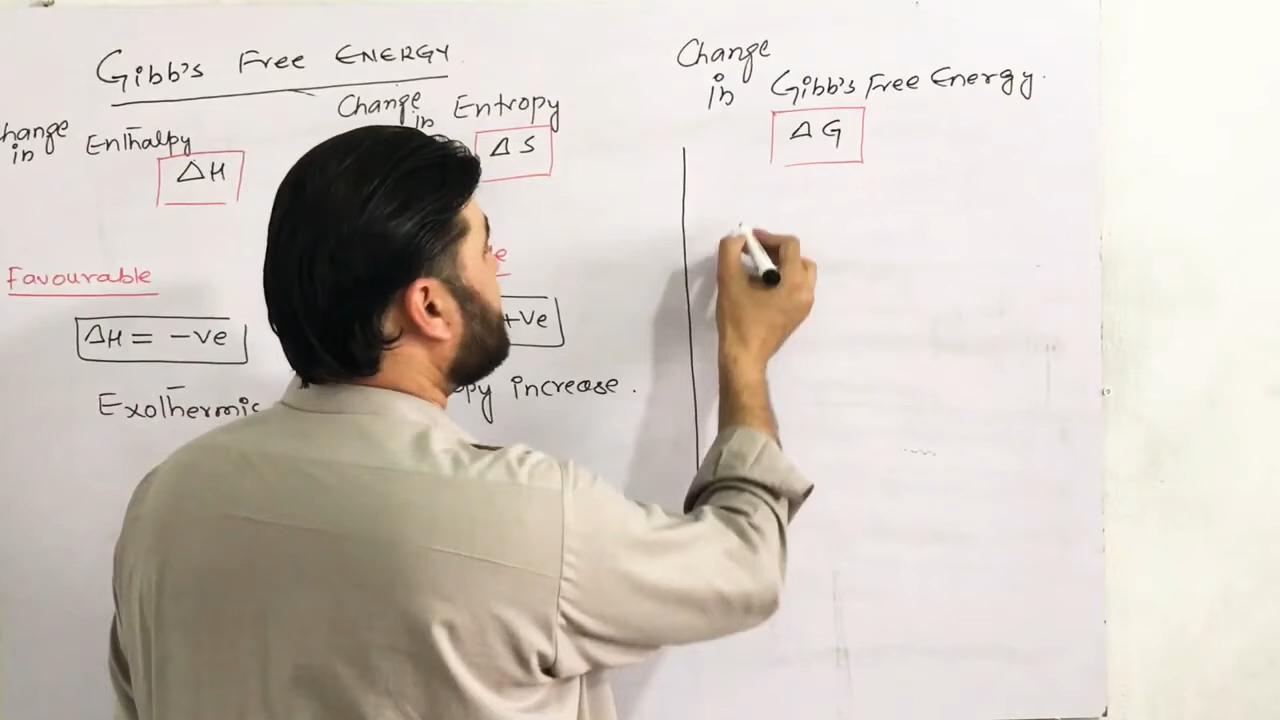 Gibb's Free ENERGY
Change in Enthalpy
ΔH
Change in Entropy
ΔS
Favourable
ΔH = -ve
+ve
Exothermic
increase.
Change in Gibb's Free Energy.
ΔG